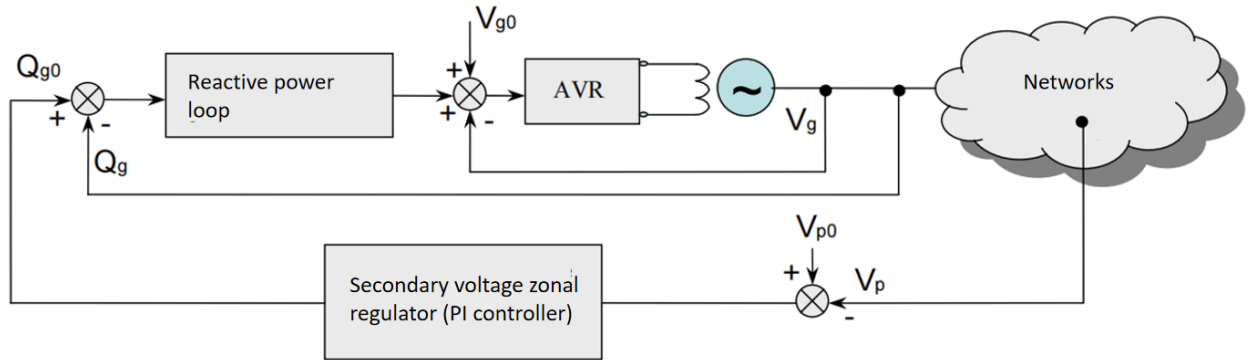 V_g0
Q_g0
+
-
Reactive power
loop
+
+
-
AVR
~
V_g
Networks
Q_g
V_p0
+
V_p
-
Secondary voltage zonal
regulator (PI controller)